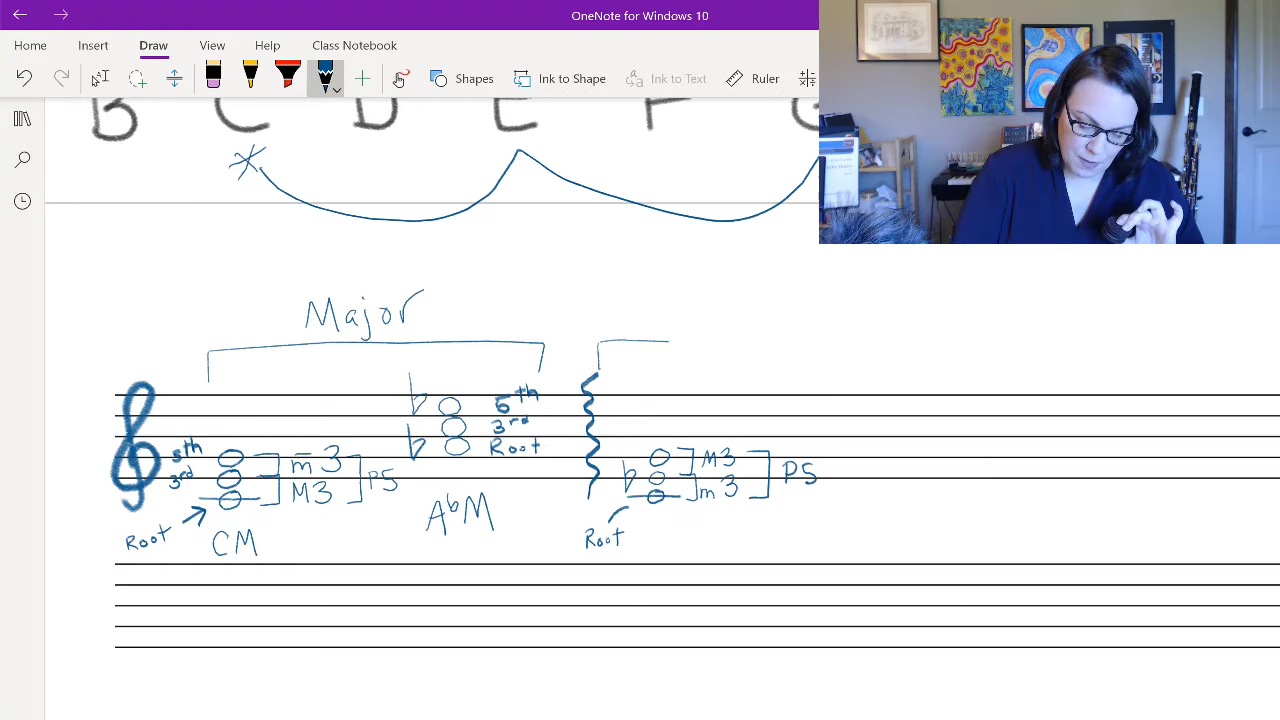 OneNote for Windows 10
Home Insert Draw View Help Class Notebook
Shapes Ink to Shape Ink to Text Ruler
B C D E F G
Major
5th
3rd
Root
5th
3rd
Root
m3
M3
P5
CM
AbM
M3
m3
P5
Root